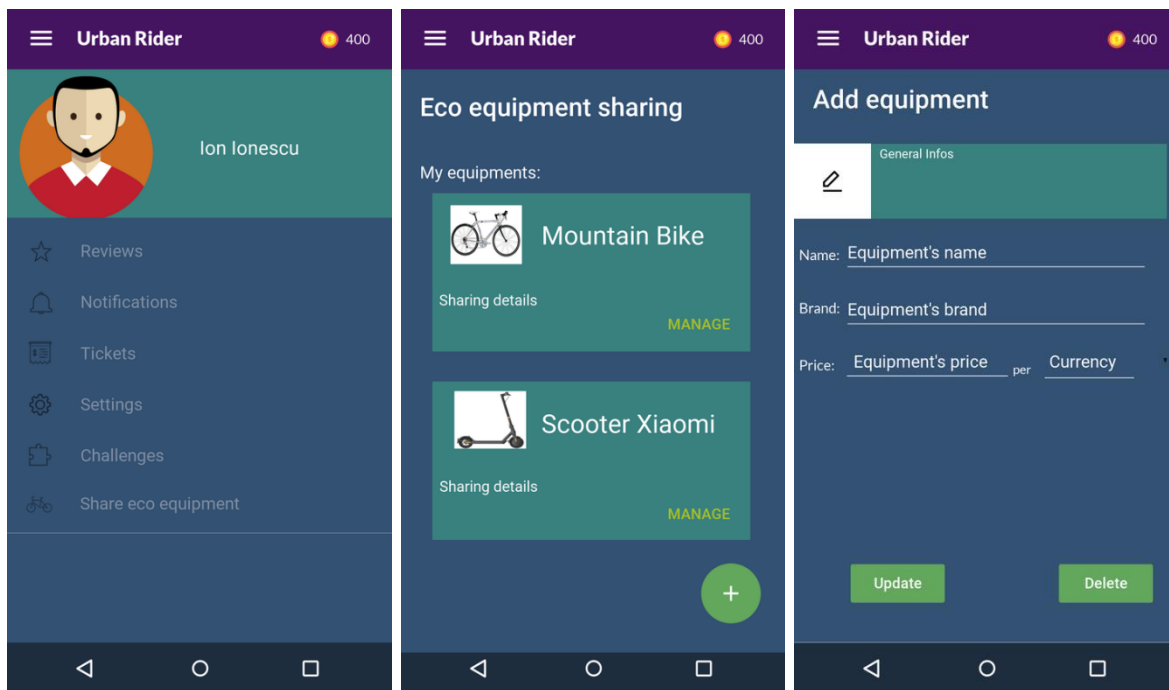 Urban Rider 400
Ion Ionescu
Reviews
Notifications
Tickets
Settings
Challenges
Share eco equipment
Urban Rider 400
Eco equipment sharing
My equipments:
Mountain Bike
Sharing details
MANAGE
Scooter Xiaomi
Sharing details
MANAGE
+
Urban Rider 400
Add equipment
General Infos
Name: Equipment's name
Brand: Equipment's brand
Price: Equipment's price per Currency
Update Delete